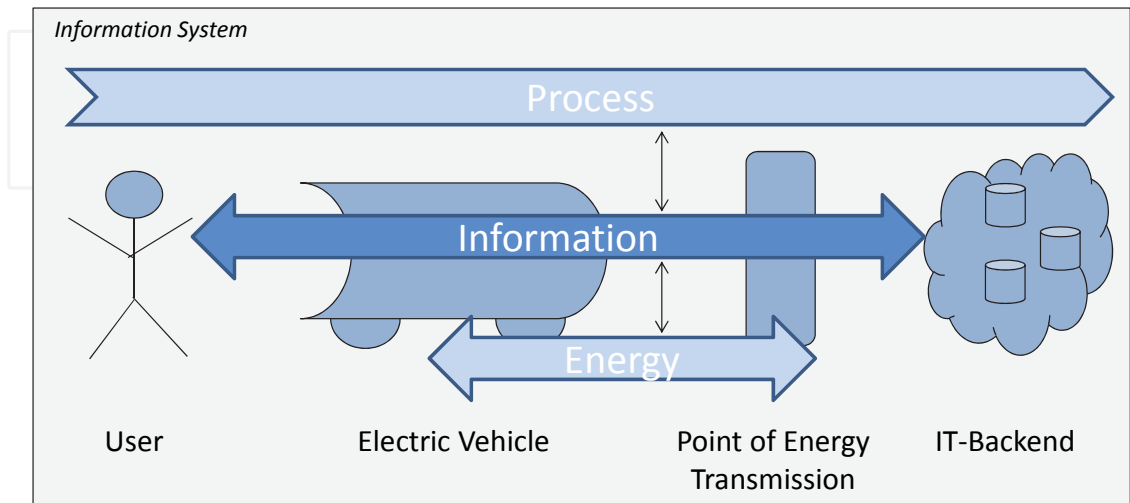 Information System
Process
Information
Energy
User
Electric Vehicle
Point of Energy
Transmission
IT-Backend